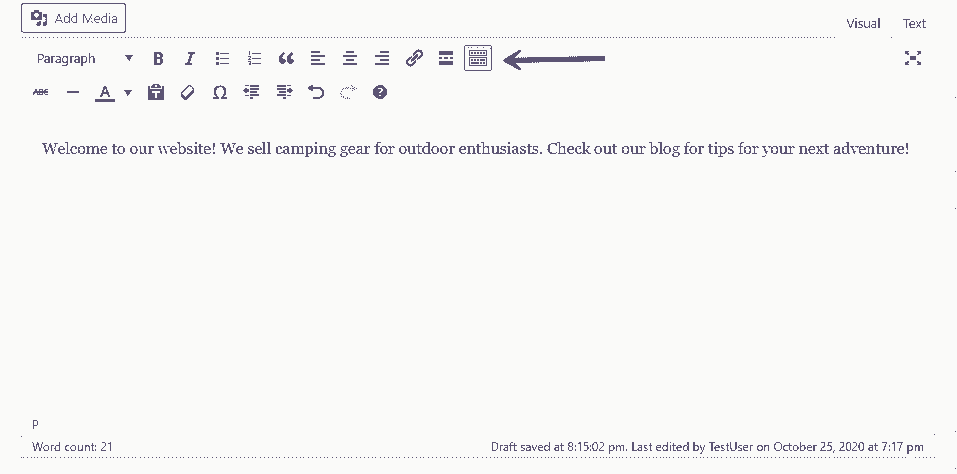 Add Media
Visual Text
Paragraph B I
ABC A T Ω ?
Welcome to our website! We sell camping gear for outdoor enthusiasts. Check out our blog for tips for your next adventure!
P
Word count: 21
Draft saved at 8:15:02 pm. Last edited by TestUser on October 25, 2020 at 7:17 pm